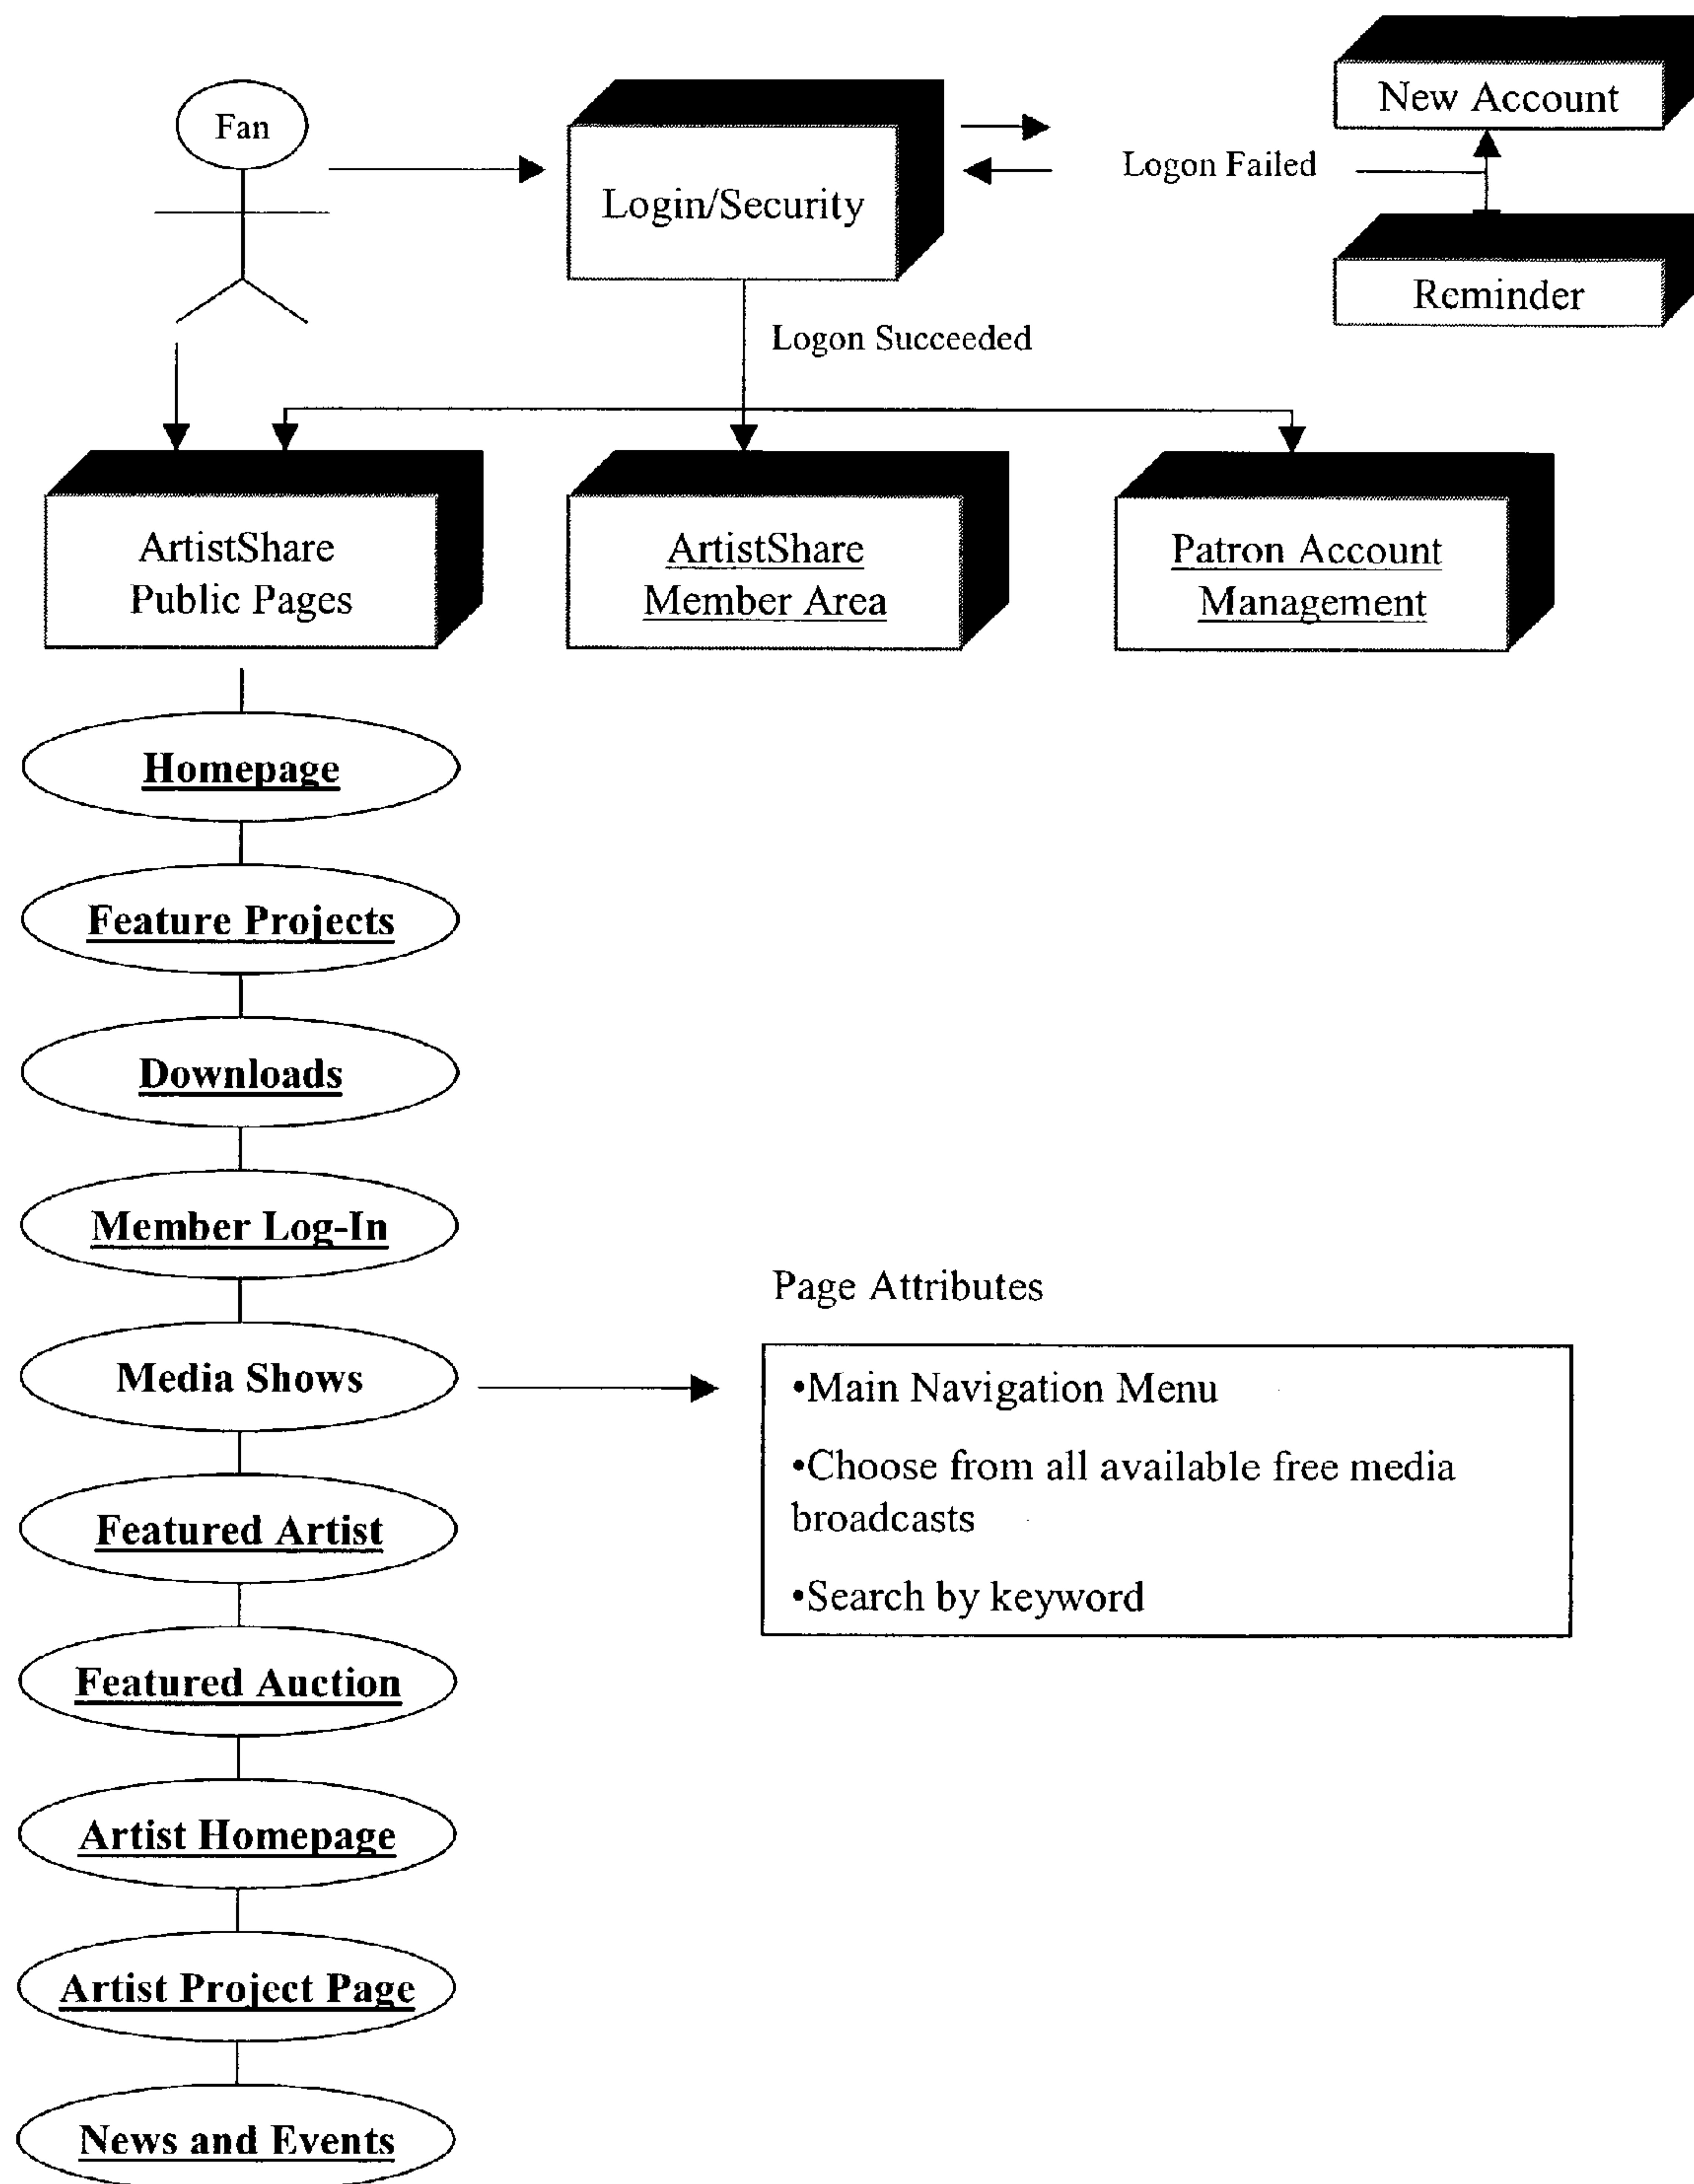 Fan
Login/Security
New Account
Logon Failed
Reminder
Logon Succeeded
ArtistShare
Public Pages
ArtistShare
Member Area
Patron Account
Management
Homepage
Feature Projects
Downloads
Member Log-In
Media Shows
Page Attributes
•Main Navigation Menu
•Choose from all available free media
broadcasts
•Search by keyword
Featured Artist
Featured Auction
Artist Homepage
Artist Project Page
News and Events